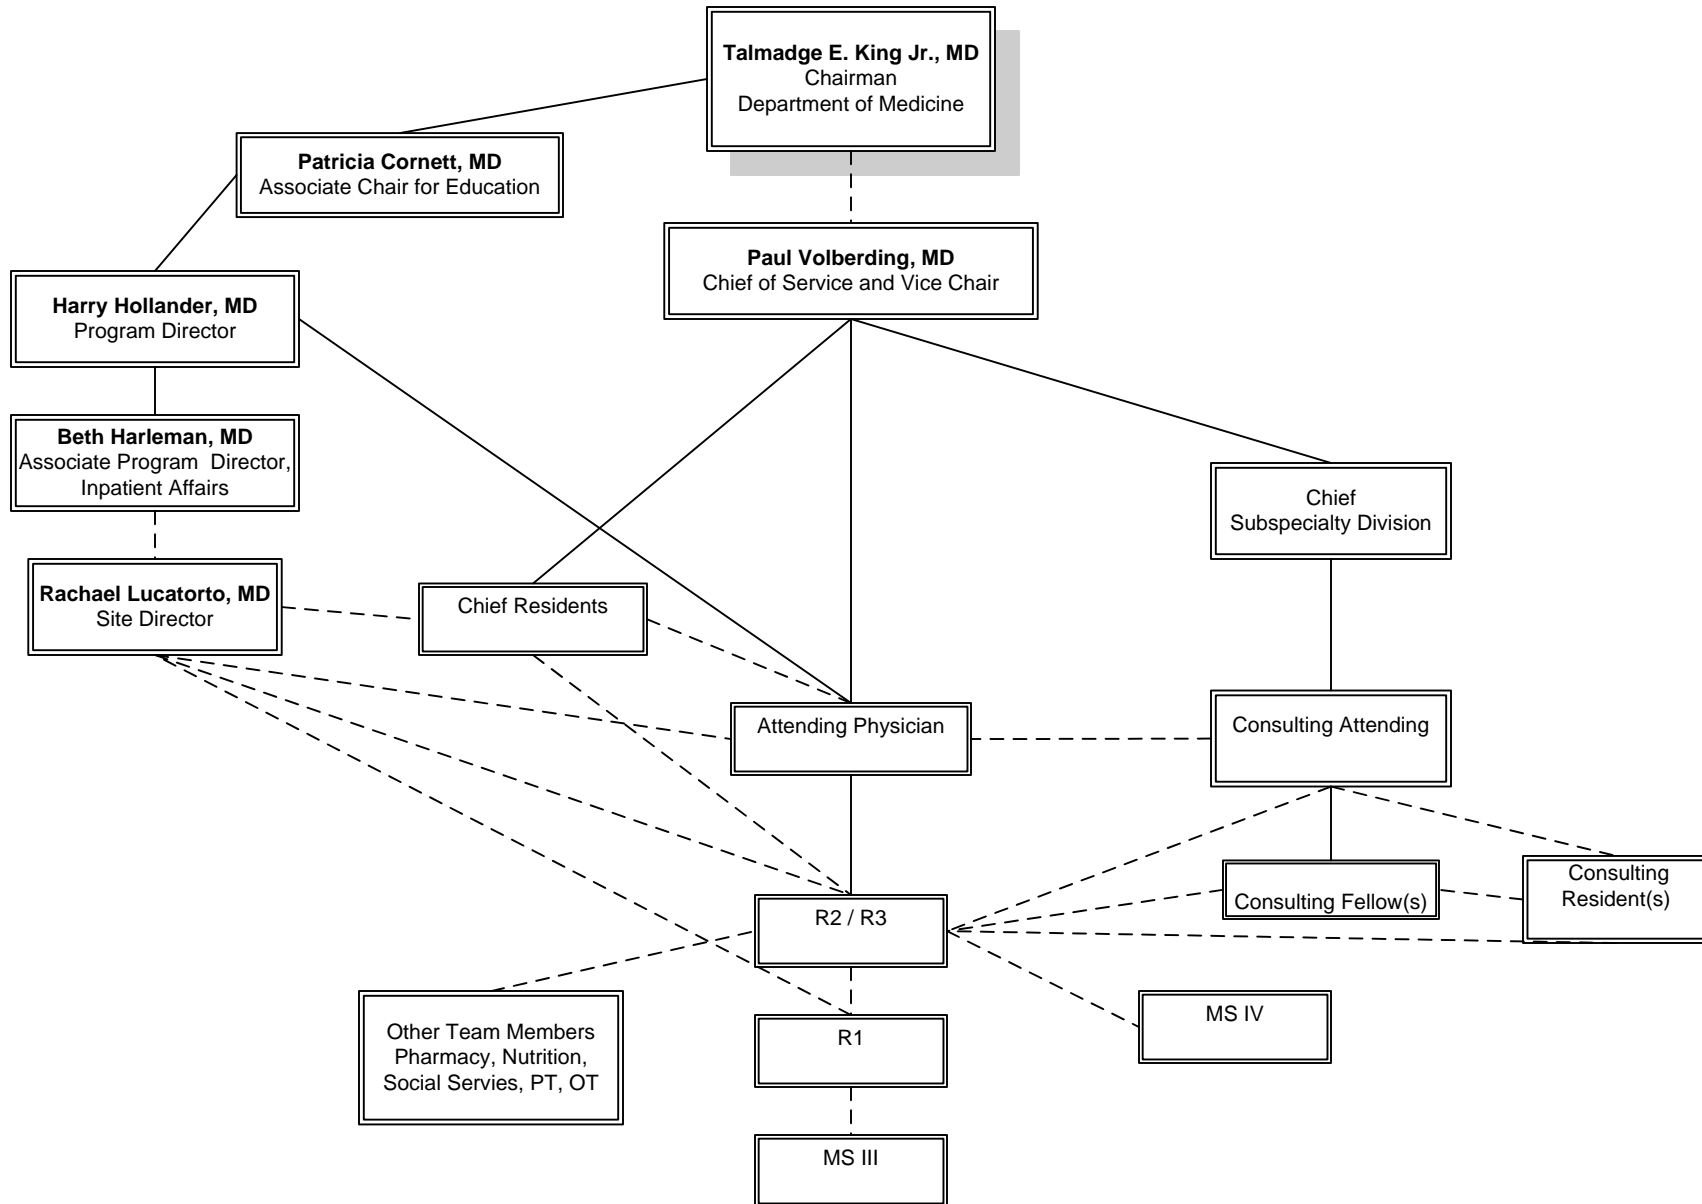 Talmadge E. King Jr., MD
Chairman
Department of Medicine
Patricia Cornett, MD
Associate Chair for Education
Paul Volberding, MD
Chief of Service and Vice Chair
Harry Hollander, MD
Program Director
Beth Harleman, MD
Associate Program  Director,
Inpatient Affairs
Chief
Subspecialty Division
Rachael Lucatorto, MD
Site Director
Chief Residents
Attending Physician
Consulting Attending
Consulting Fellow(s)
Consulting
Resident(s)
R2 / R3
Other Team Members
Pharmacy, Nutrition,
Social Servies, PT, OT
R1
MS IV
MS III